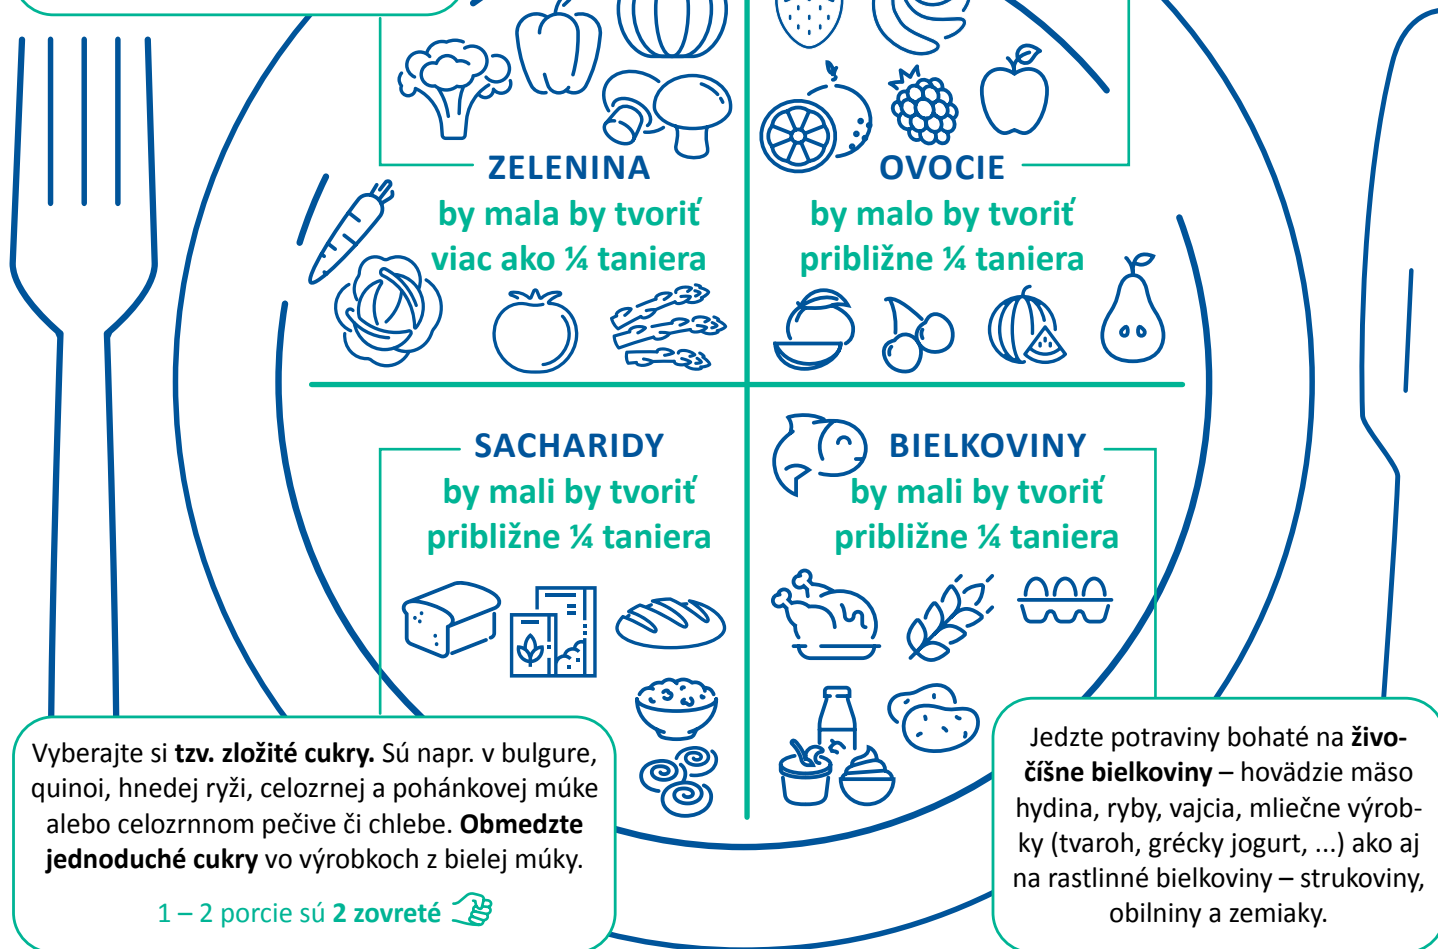 ZELENINA
by mala by tvoriť
viac ako ¼ taniera
OVOCIE
by malo by tvoriť
približne ¼ taniera
SACHARIDY
by mali by tvoriť
približne ¼ taniera
BIELKOVINY
by mali by tvoriť
približne ¼ taniera
Vyberajte si tzv. zložité cukry. Sú napr. v bulgure,
quinoi, hnedej ryži, celozrnej a pohánkovej múke
alebo celozrnnom pečive či chlebe. Obmedzte
jednoduché cukry vo výrobkoch z bielej múky.
1 – 2 porcie sú 2 zovreté
Jedzte potraviny bohaté na živo-
číšne bielkoviny – hovädzie mäso
hydina, ryby, vajcia, mliečne výrob-
ky (tvaroh, grécky jogurt, ...) ako aj
na rastlinné bielkoviny – strukoviny,
obilniny a zemiaky.